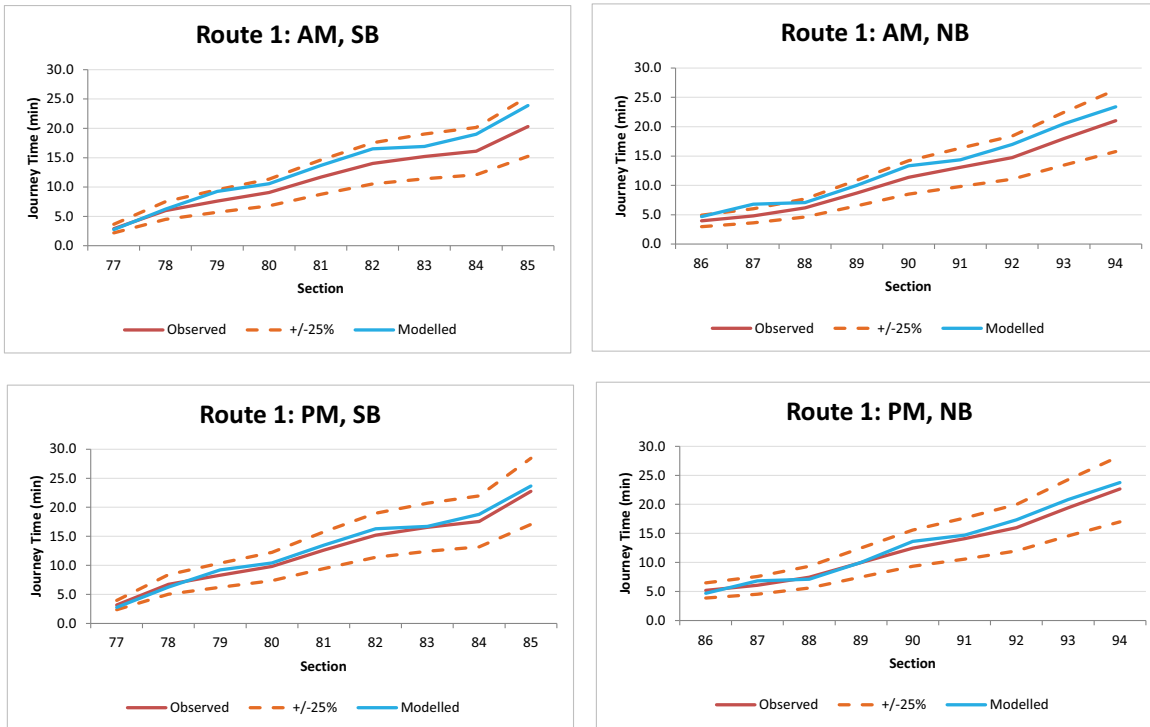 Route 1: AM, SB
30.0
25.0
20.0
15.0
10.0
5.0
0.0
Journey Time (min)
77 78 79 80 81 82 83 84 85
Section
Observed +/-25% Modelled
Route 1: AM, NB
30.0
25.0
20.0
15.0
10.0
5.0
0.0
Journey Time (min)
86 87 88 89 90 91 92 93 94
Section
Observed +/-25% Modelled
Route 1: PM, SB
30.0
25.0
20.0
15.0
10.0
5.0
0.0
Journey Time (min)
77 78 79 80 81 82 83 84 85
Section
Observed +/-25% Modelled
Route 1: PM, NB
30.0
25.0
20.0
15.0
10.0
5.0
0.0
Journey Time (min)
86 87 88 89 90 91 92 93 94
Section
Observed +/-25% Modelled